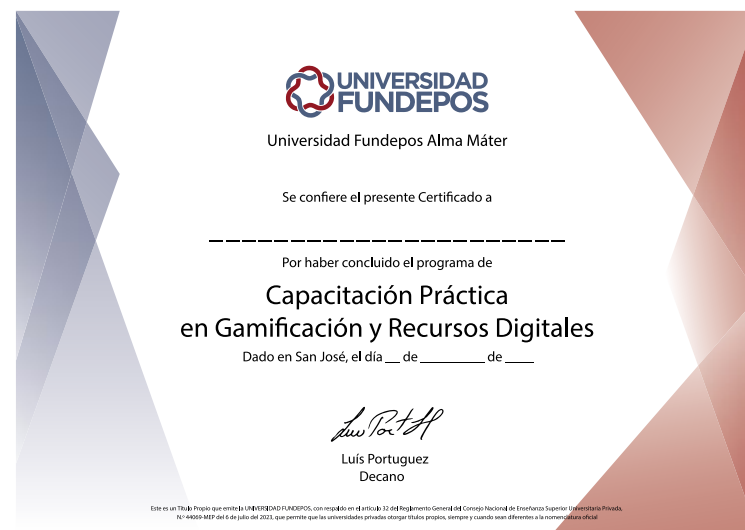 UNIVERSIDAD
FUNDEPOS
Universidad Fundepos Alma Máter
Se confiere el presente Certificado a
_ _ _ _ _ _ _ _ _ _ _ _ _ _ _ _ _ _ _ _ _ _
Por haber concluido el programa de
Capacitación Práctica
en Gamificación y Recursos Digitales
Dado en San José, el día __ de _________ de ____
Luís Portuguez
Decano
Este es un Título Propio que emite la UNIVERSIDAD FUNDEPOS, con respaldo en el artículo 32 del Reglamento General del Consejo Nacional de Enseñanza Superior Universitaria Privada,
N.º 44069-MEP del 6 de julio del 2023, que permite que las universidades privadas otorgar títulos propios, siempre y cuando sean diferentes a la nomenclatura oficial